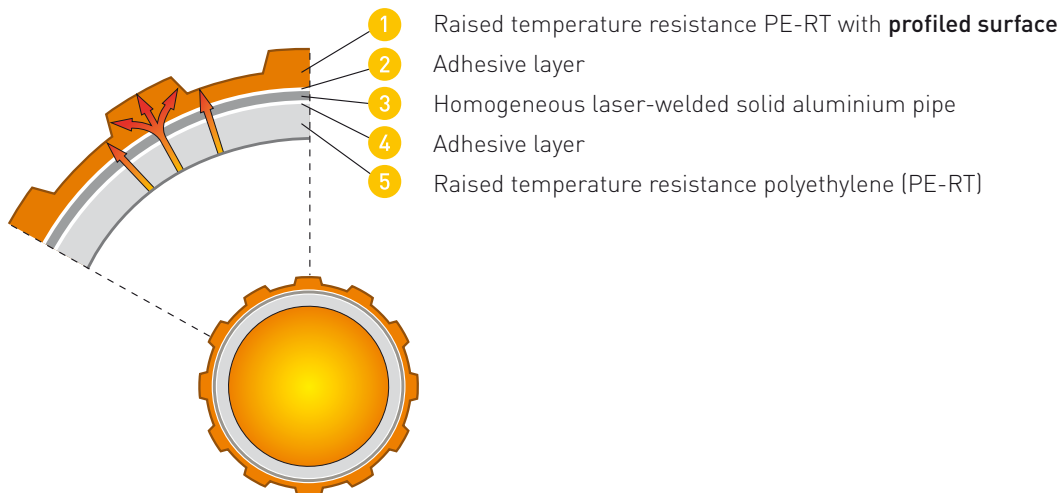 1 Raised temperature resistance PE-RT with profiled surface
2 Adhesive layer
3 Homogeneous laser-welded solid aluminium pipe
4 Adhesive layer
5 Raised temperature resistance polyethylene (PE-RT)